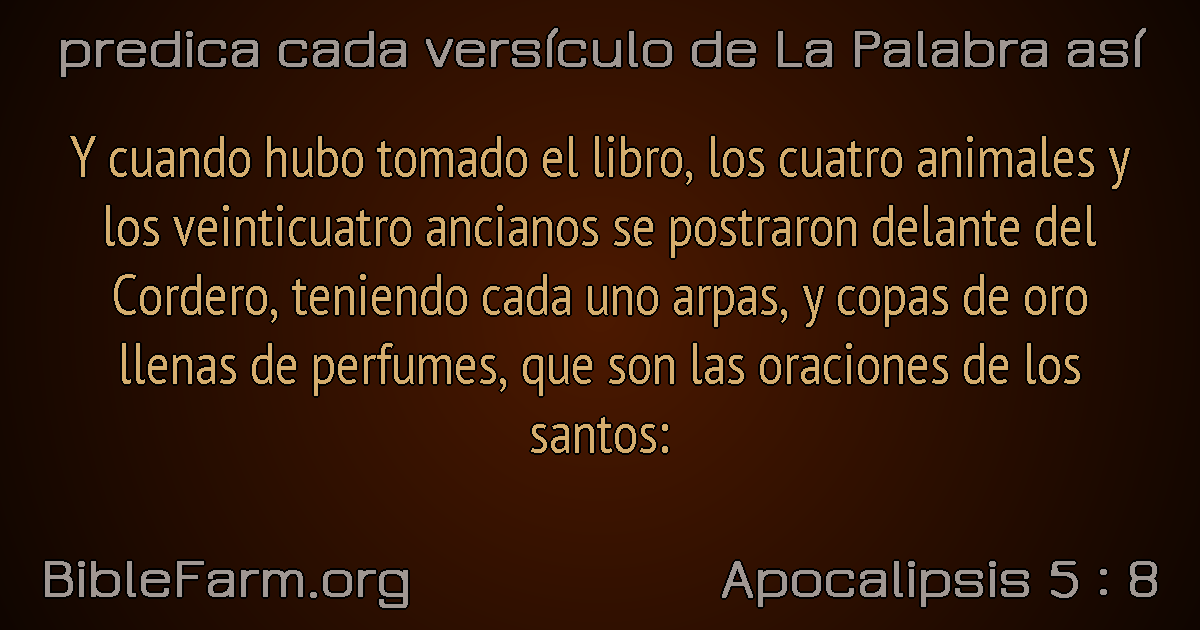 predica cada versículo de La Palabra así
Y cuando hubo tomado el libro, los cuatro animales y
los veinticuatro ancianos se postraron delante del
Cordero, teniendo cada uno arpas, y copas de oro
llenas de perfumes, que son las oraciones de los
santos:
BibleFarm.org
Apocalipsis 5 : 8